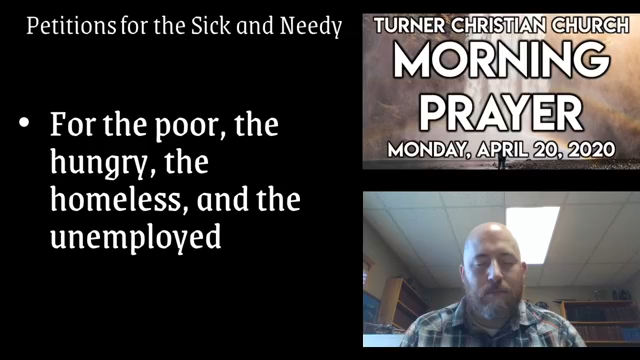 Petitions for the Sick and Needy
• For the poor, the
hungry, the
homeless, and the
unemployed
TURNER CHRISTIAN CHURCH
MORNING
PRAYER
MONDAY, APRIL 20, 2020